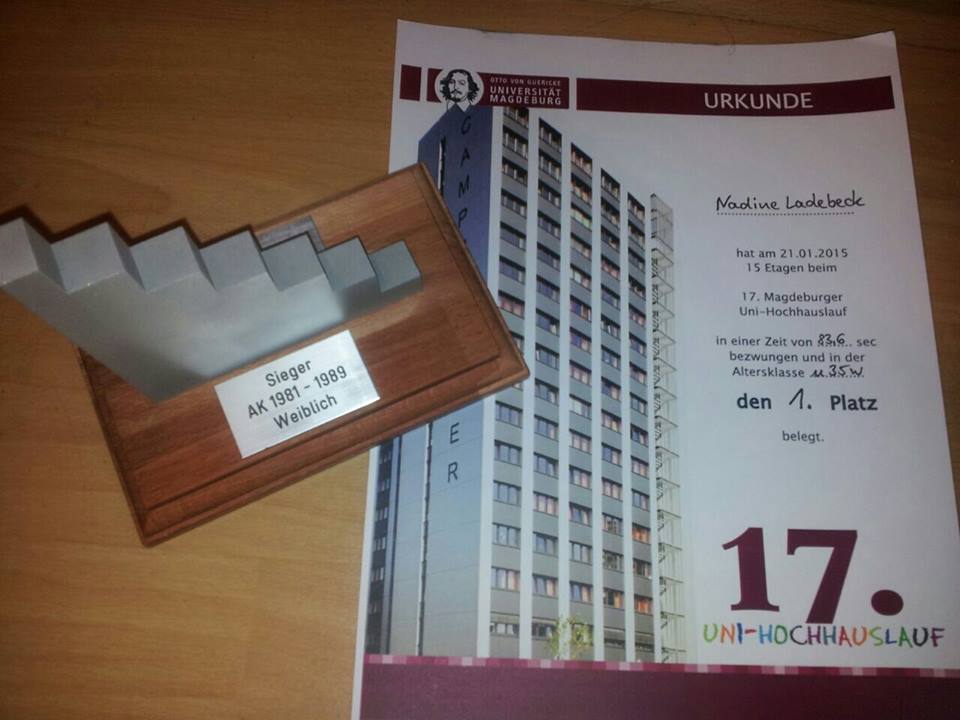 OTTO VON GUERICKE
UNIVERSITÄT
MAGDEBURG
URKUNDE
Nadine Ladebeck
hat am 21.01.2015
15 Etagen beim
17. Magdeburger
Uni-Hochhauslauf
in einer Zeit von 83,6 sec
bezwungen und in der
Altersklasse u35w
den 1. Platz
belegt.
17.
UNI-HOCHHAUSLAUF
CAMP
ER
Sieger
AK 1981 - 1989
Weiblich